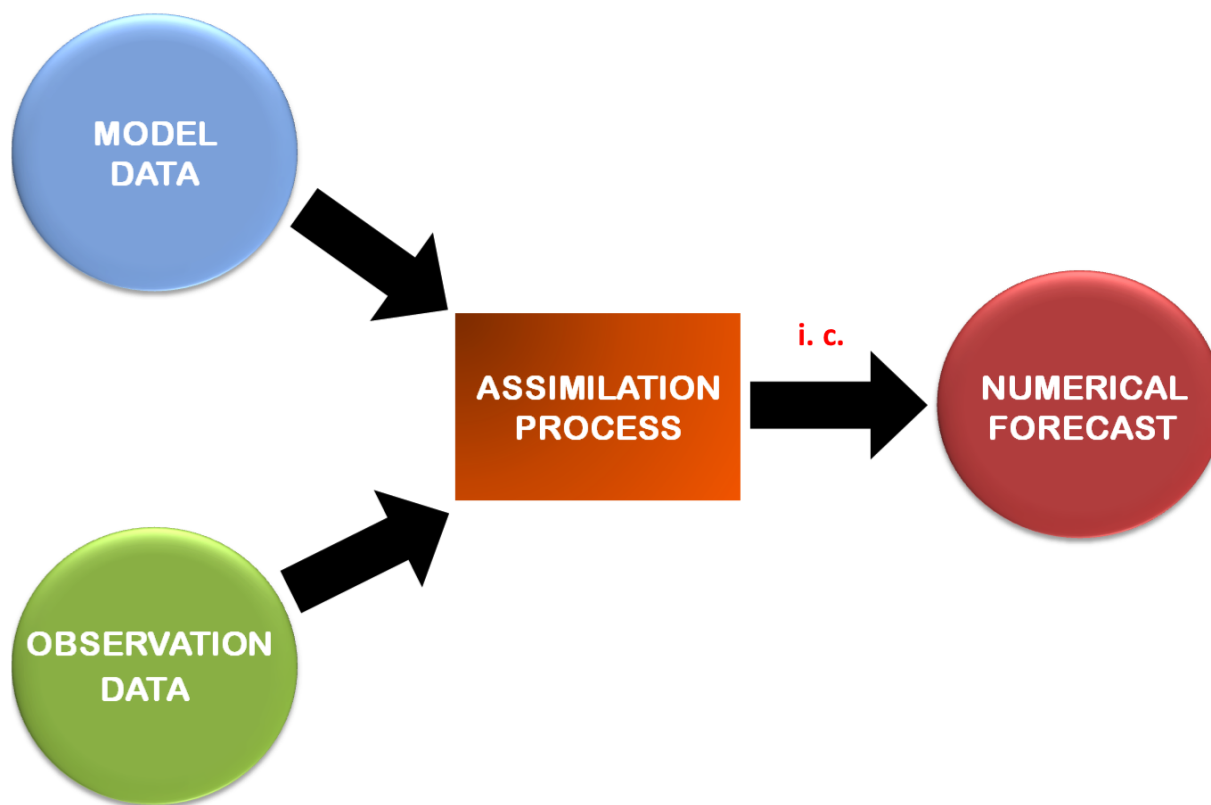 MODEL
DATA
OBSERVATION
DATA
ASSIMILATION
PROCESS
i. c.
NUMERICAL
FORECAST